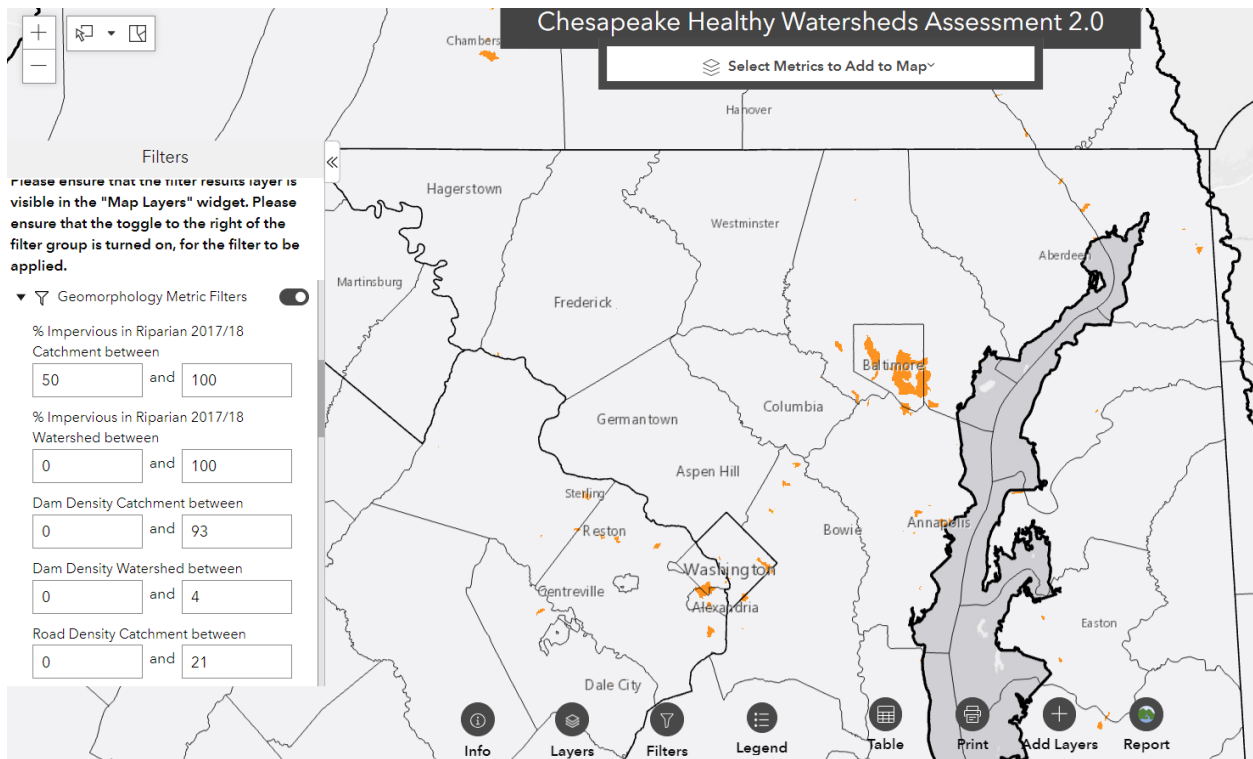 Chesapeake Healthy Watersheds Assessment 2.0
Select Metrics to Add to Map
Chambers
Hanover
Filters
Please ensure that the filter results layer is
visible in the "Map Layers" widget. Please
ensure that the toggle to the right of the
filter group is turned on, for the filter to be
applied.
Geomorphology Metric Filters
% Impervious in Riparian 2017/18
Catchment between
50 and 100
% Impervious in Riparian 2017/18
Watershed between
0 and 100
Dam Density Catchment between
0 and 93
Dam Density Watershed between
0 and 4
Road Density Catchment between
0 and 21
Hagerstown
Westminster
Aberdeen
Martinsburg
Frederick
Baltimore
Columbia
Germantown
Aspen Hill
Sterling
Reston
Bowie
Annapolis
Washington
Centreville
Alexandria
Easton
Dale City
Info
Layers
Filters
Legend
Table
Print
Add Layers
Report